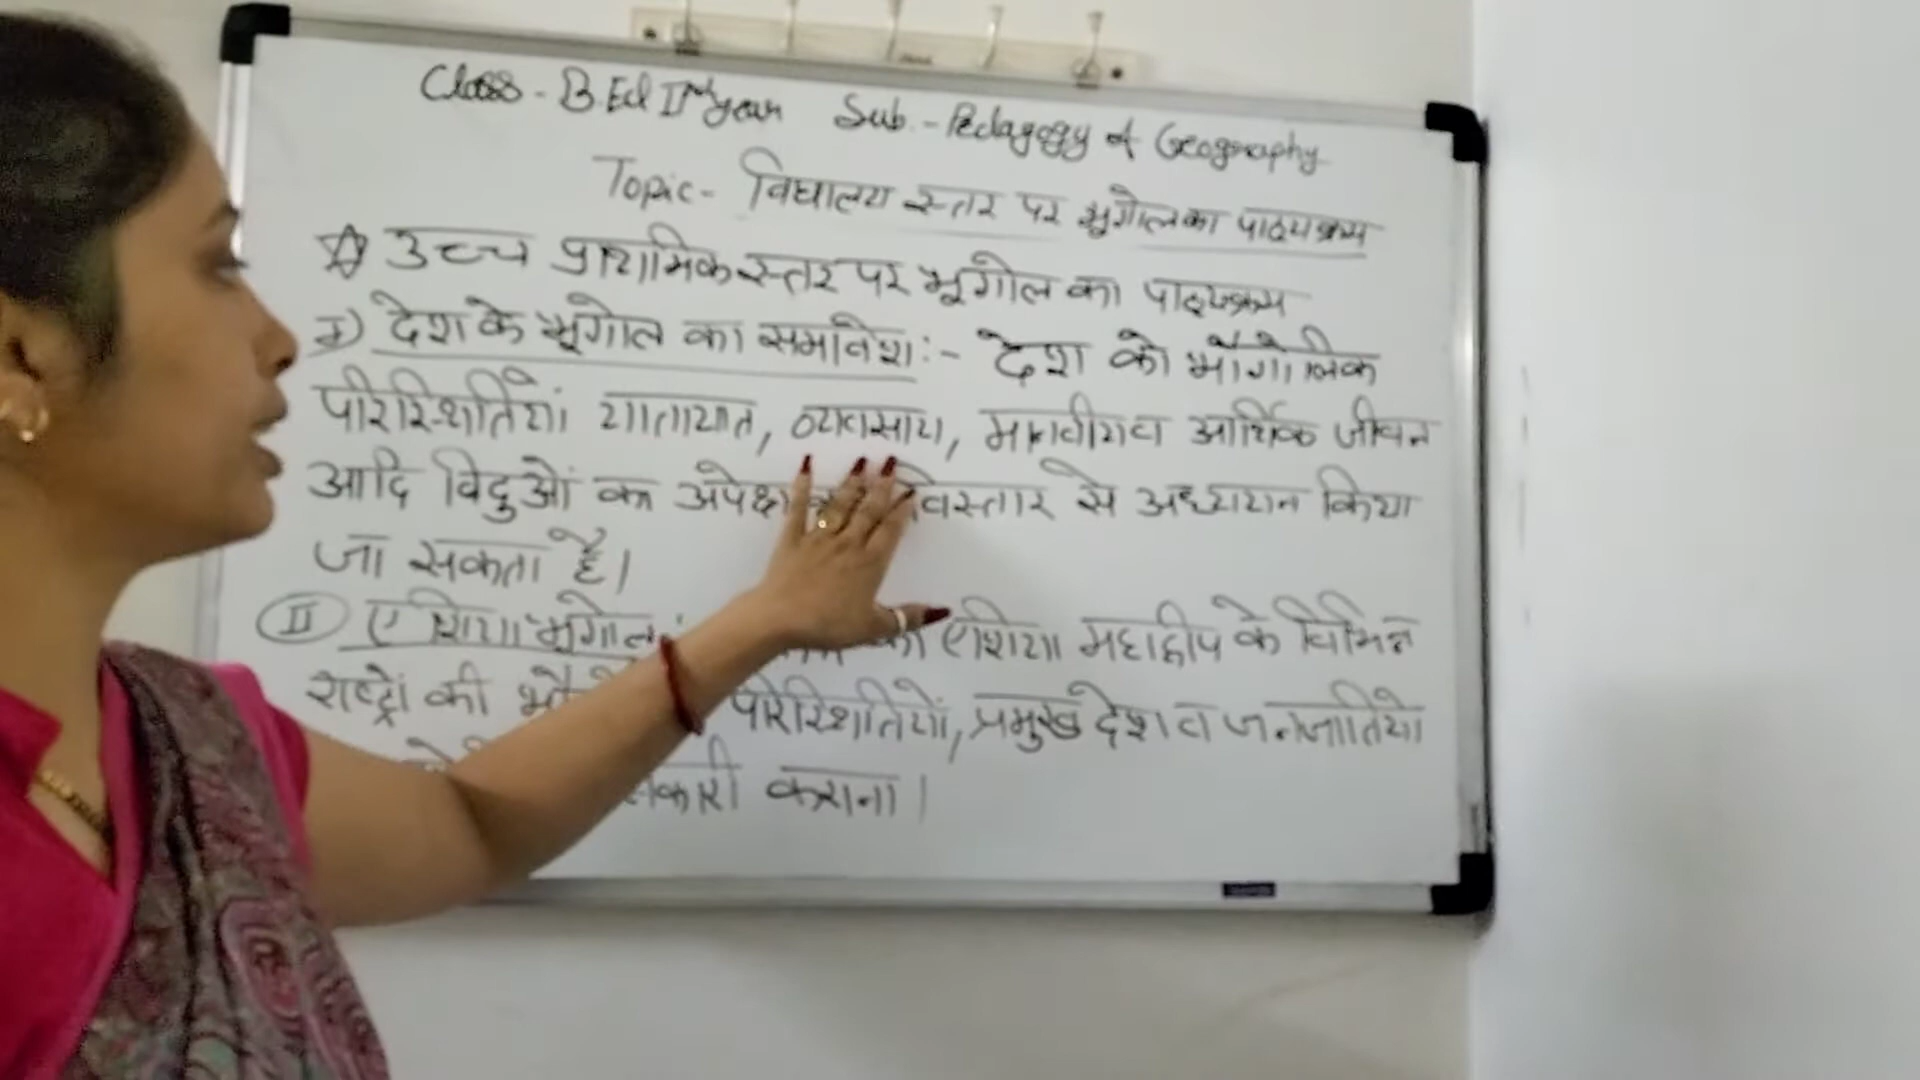 Class - B.Ed IInd year Sub. - Pedagogy of Geography
Topic - विद्यालय स्तर पर भूगोल का पाठ्यक्रम
उच्च प्राथमिक स्तर पर भूगोल का पाठ्यक्रम
I) देश के भूगोल का समावेश :- देश की भौगोलिक
परिस्थितियों यातायात, व्यवसाय, मानवीय व आर्थिक जीवन
आदि विदुओं का विस्तार से अध्ययन किया
जा सकता है।
II एशिया भूगोल एशिया महाद्वीप के विभिन्न
राष्ट्रों की परिस्थितियों, प्रमुख देश व जनजातियो
कराना।